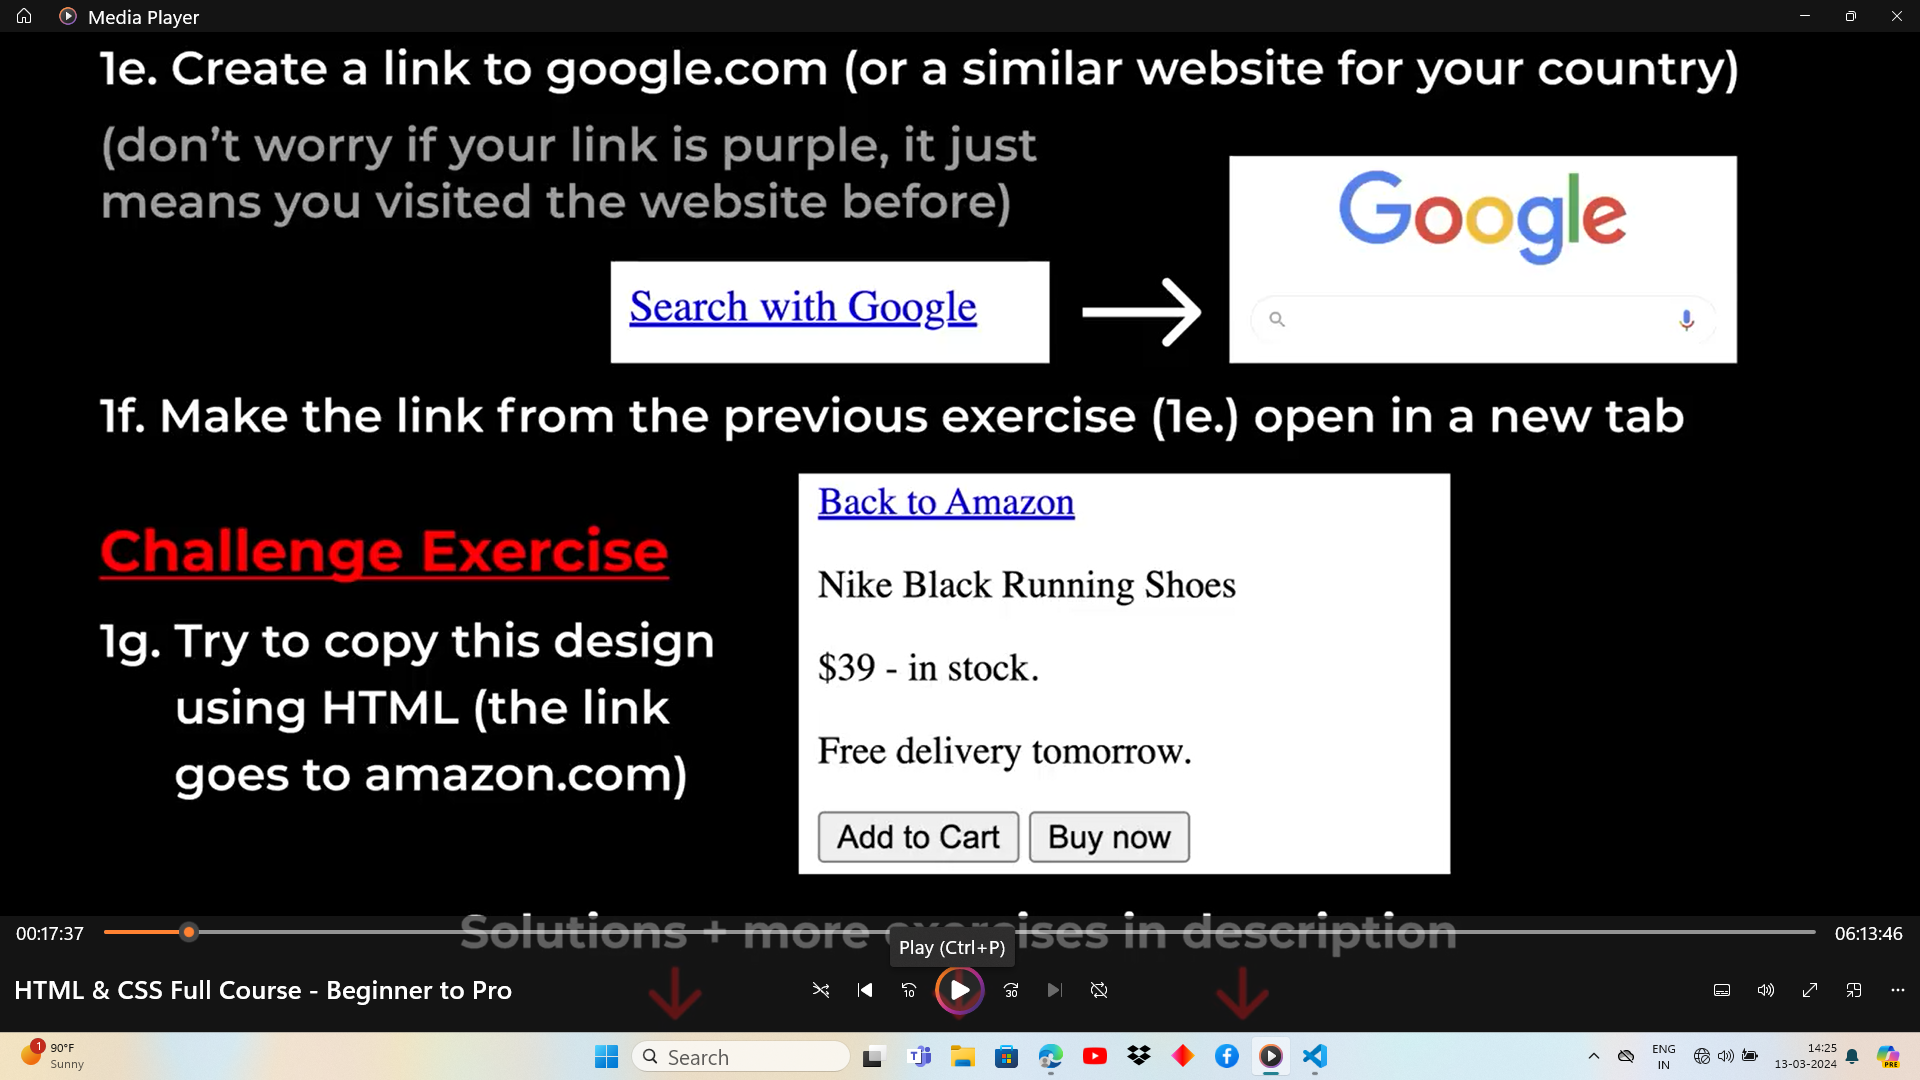 Media Player
1e. Create a link to google.com (or a similar website for your country)
(don't worry if your link is purple, it just
means you visited the website before)
Search with Google
Google
1f. Make the link from the previous exercise (1e.) open in a new tab
Challenge Exercise
1g. Try to copy this design
using HTML (the link
goes to amazon.com)
Back to Amazon
Nike Black Running Shoes
$39 - in stock.
Free delivery tomorrow.
Add to Cart
Buy now
Solutions + more exercises in description
00:17:37
06:13:46
Play (Ctrl+P)
HTML & CSS Full Course - Beginner to Pro
10
30
1
90°F
Sunny
Search
ENG
IN
14:25
13-03-2024
PRE